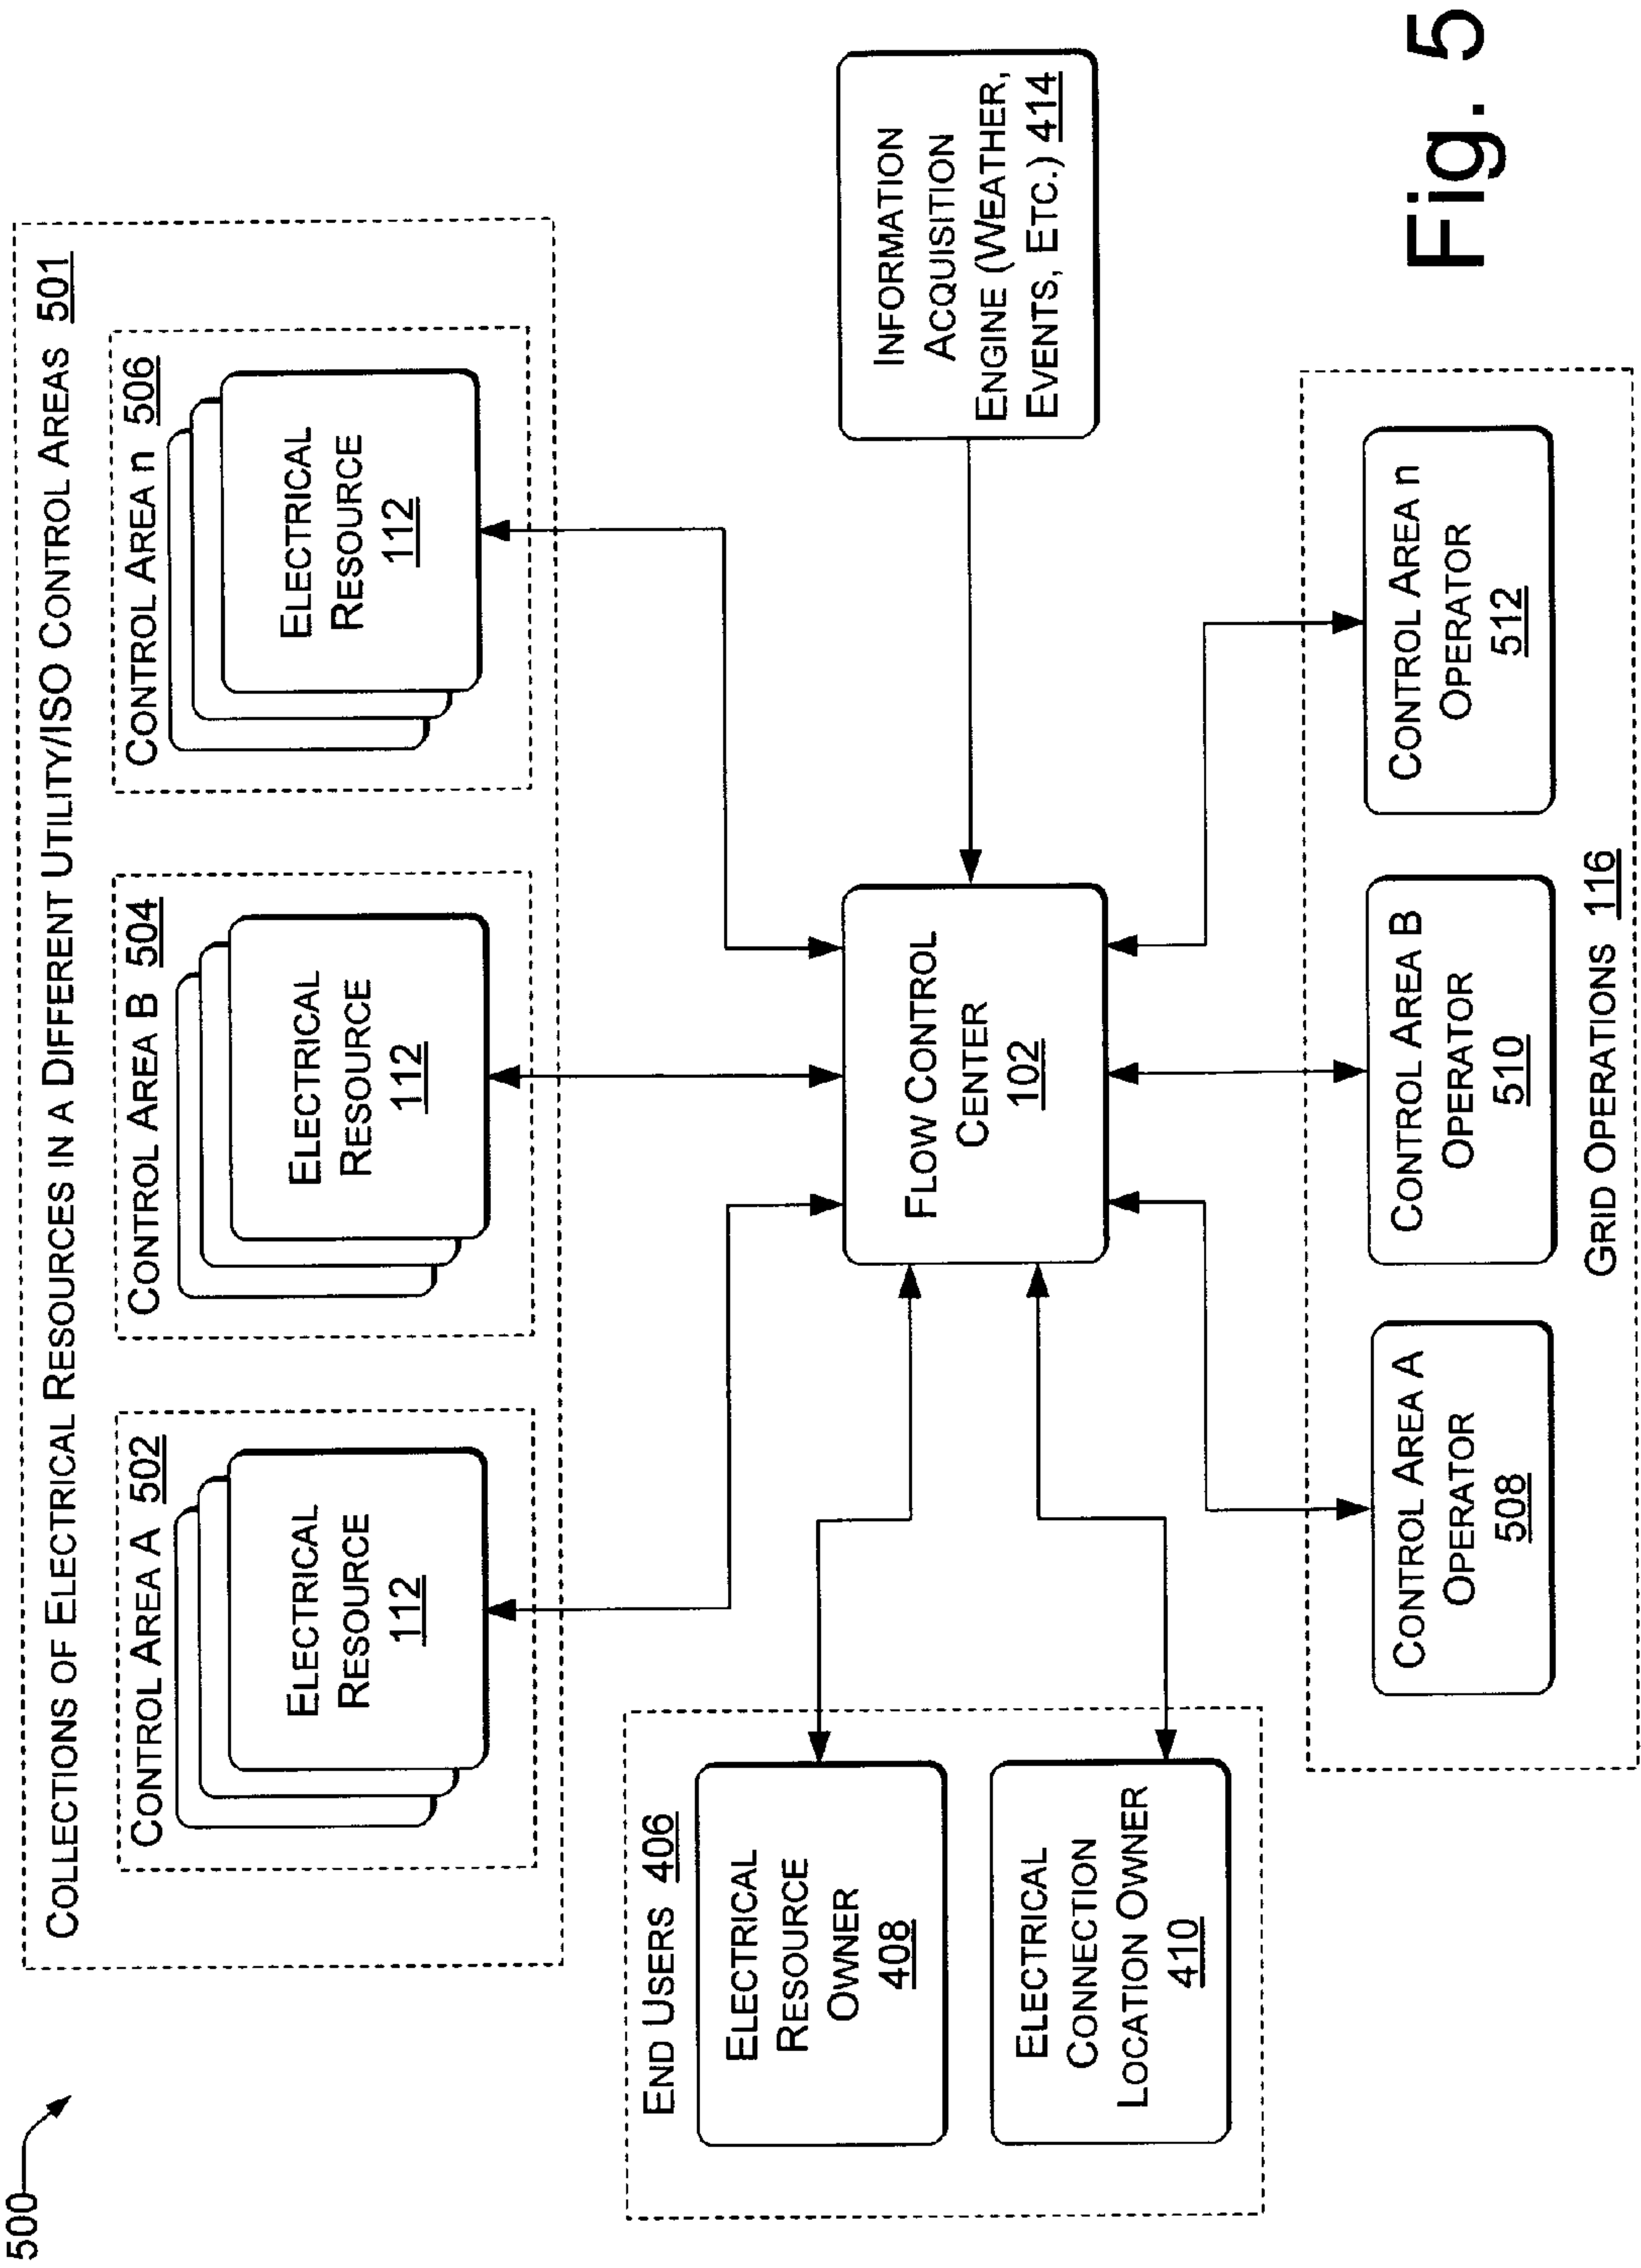 500
COLLECTIONS OF ELECTRICAL RESOURCES IN A DIFFERENT UTILITY/ISO CONTROL AREAS 501
CONTROL AREA A 502
ELECTRICAL
RESOURCE
112
CONTROL AREA B 504
ELECTRICAL
RESOURCE
112
CONTROL AREA n 506
ELECTRICAL
RESOURCE
112
END USERS 406
ELECTRICAL
RESOURCE
OWNER
408
ELECTRICAL
CONNECTION
LOCATION OWNER
410
FLOW CONTROL
CENTER
102
INFORMATION
ACQUISITION
ENGINE (WEATHER,
EVENTS, ETC.) 414
CONTROL AREA A
OPERATOR
508
CONTROL AREA B
OPERATOR
510
CONTROL AREA n
OPERATOR
512
GRID OPERATIONS 116
Fig. 5